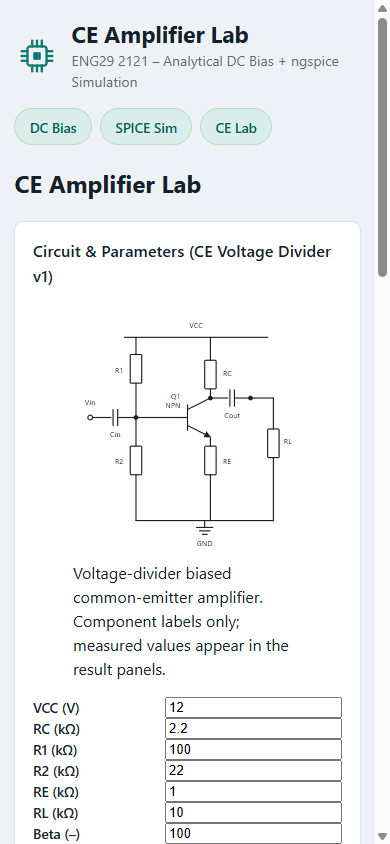 CE Amplifier Lab
ENG29 2121 – Analytical DC Bias + ngspice
Simulation
DC Bias
SPICE Sim
CE Lab
CE Amplifier Lab
Circuit & Parameters (CE Voltage Divider
v1)
VCC
R1
RC
Q1
NPN
Vin
Cin
Cout
R2
RE
RL
GND
Voltage-divider biased
common-emitter amplifier.
Component labels only;
measured values appear in the
result panels.
VCC (V) 12
RC (kΩ) 2.2
R1 (kΩ) 100
R2 (kΩ) 22
RE (kΩ) 1
RL (kΩ) 10
Beta (–) 100